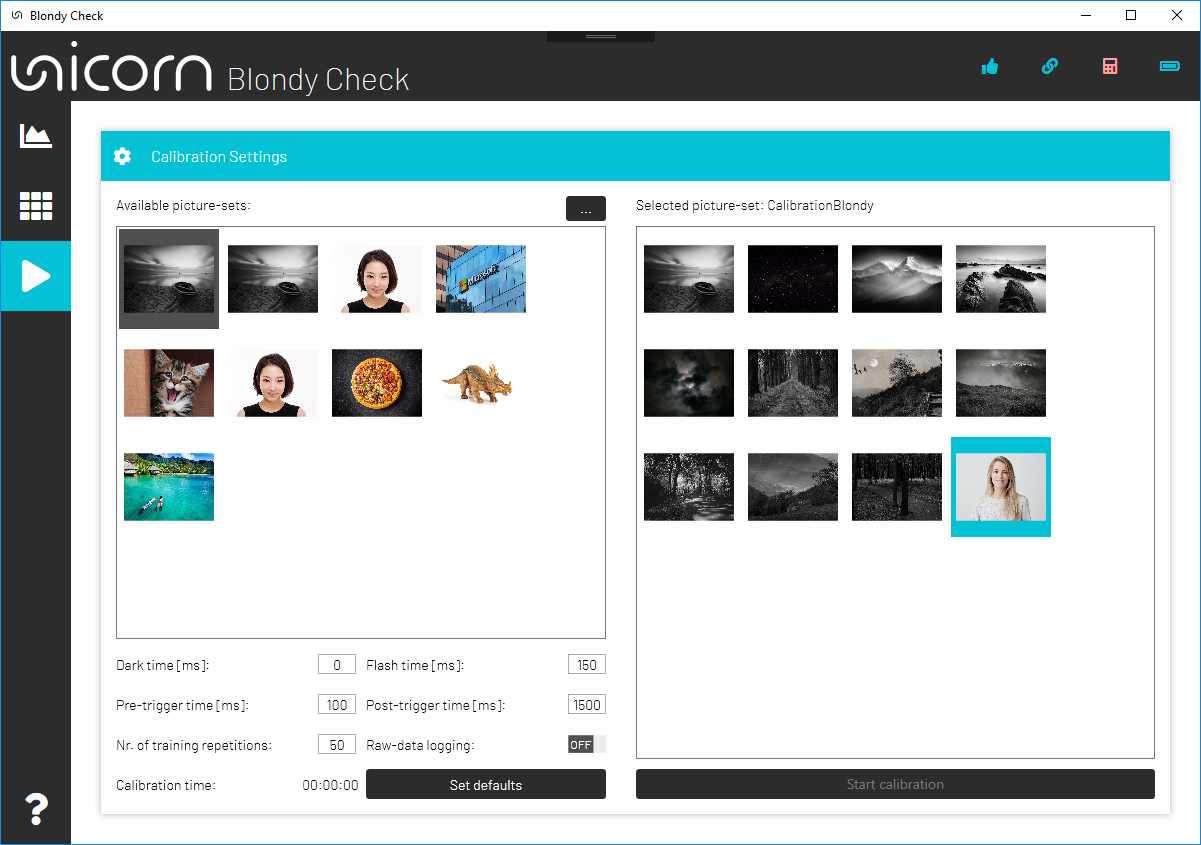 Blondy Check
unicorn Blondy Check
Calibration Settings
Available picture-sets:
...
Selected picture-set: CalibrationBlondy
Microsoft
Dark time [ms]: 0 Flash time [ms]: 150
Pre-trigger time [ms]: 100 Post-trigger time [ms]: 1500
Nr. of training repetitions: 50 Raw-data logging: OFF
Calibration time: 00:00:00 Set defaults
Start calibration
?